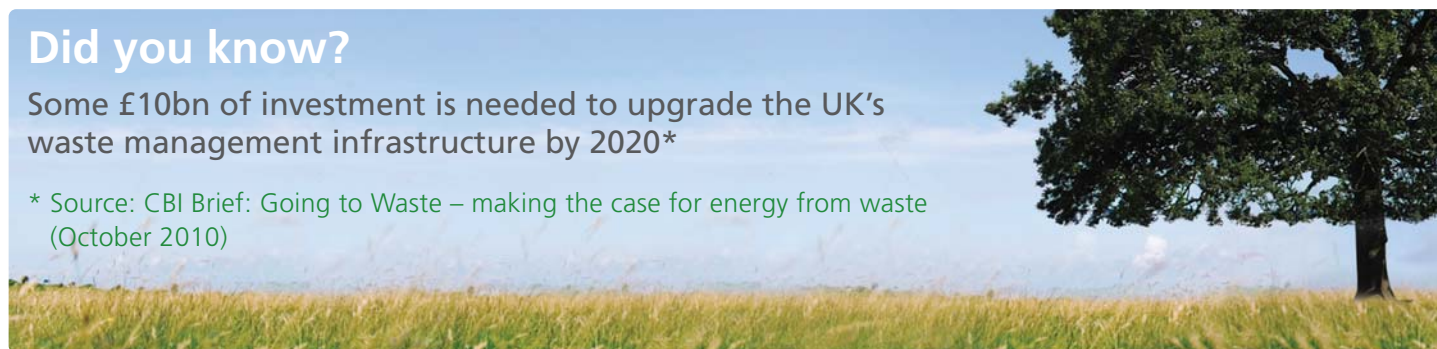 Did you know?
Some £10bn of investment is needed to upgrade the UK’s
waste management infrastructure by 2020*
* Source: CBI Brief: Going to Waste – making the case for energy from waste
(October 2010)